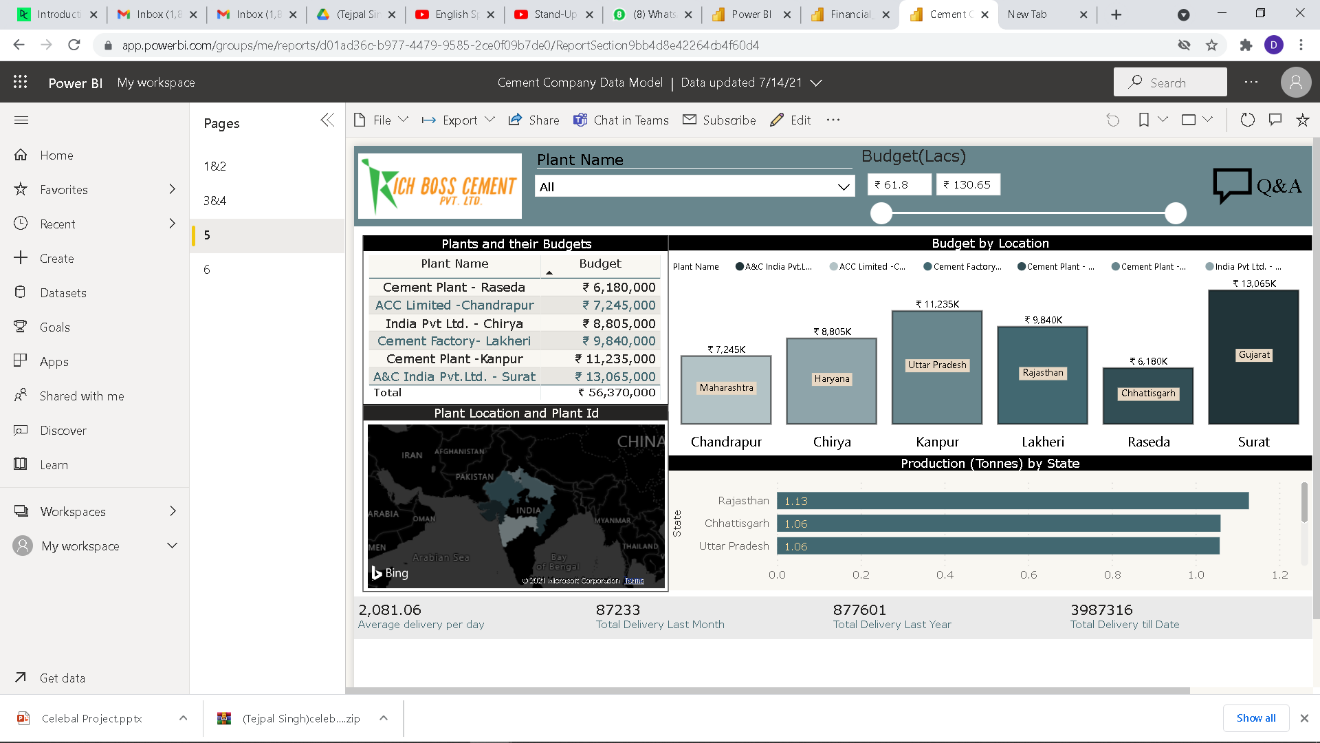 Introducti
Inbox (1,8
Inbox (1,8
(Tejpal Sin
English Sp
Stand-Up
(8) Whats
Power BI
Financial_
Cement C
New Tab
app.powerbi.com/groups/me/reports/d01ad36c-b977-4479-9585-2ce0f09b7de0/ReportSection9bb4d8e42264cb4f60d4
D
Power BI My workspace
Cement Company Data Model | Data updated 7/14/21
Search
Home
Favorites
Recent
Create
Datasets
Goals
Apps
Shared with me
Discover
Learn
Workspaces
My workspace
Get data
Pages
1&2
3&4
5
6
File
Export
Share
Chat in Teams
Subscribe
Edit
RICH BOSS CEMENT
PVT. LTD.
Plant Name
All
Budget(Lacs)
₹ 61.8
₹ 130.65
Q&A
Plants and their Budgets
Plant Name Budget
Cement Plant - Raseda ₹ 6,180,000
ACC Limited -Chandrapur ₹ 7,245,000
India Pvt Ltd. - Chirya ₹ 8,805,000
Cement Factory- Lakheri ₹ 9,840,000
Cement Plant -Kanpur ₹ 11,235,000
A&C India Pvt.Ltd. - Surat ₹ 13,065,000
Total ₹ 56,370,000
Plant Location and Plant Id
CHINA
IRAN
AFGHANISTAN
PAKISTAN
ARABIA
OMAN
INDIA
MYANMAR
THAILAND
MEN
Arabian Sea
Bay
of Bengal
Bing
© 2021 Microsoft Corporation Terms
Budget by Location
Plant Name A&C India Pvt.L... ACC Limited -C... Cement Factory... Cement Plant - ... Cement Plant -... India Pvt Ltd. - ...
₹ 7,245K
₹ 8,805K
₹ 11,235K
₹ 9,840K
₹ 6,180K
₹ 13,065K
Maharashtra
Haryana
Uttar Pradesh
Rajasthan
Chhattisgarh
Gujarat
Chandrapur Chirya Kanpur Lakheri Raseda Surat
Production (Tonnes) by State
State
Rajasthan 1.13
Chhattisgarh 1.06
Uttar Pradesh 1.06
0.0 0.2 0.4 0.6 0.8 1.0 1.2
2,081.06
Average delivery per day
87233
Total Delivery Last Month
877601
Total Delivery Last Year
3987316
Total Delivery till Date
Celebal Project.pptx
(Tejpal Singh)celeb....zip
Show all